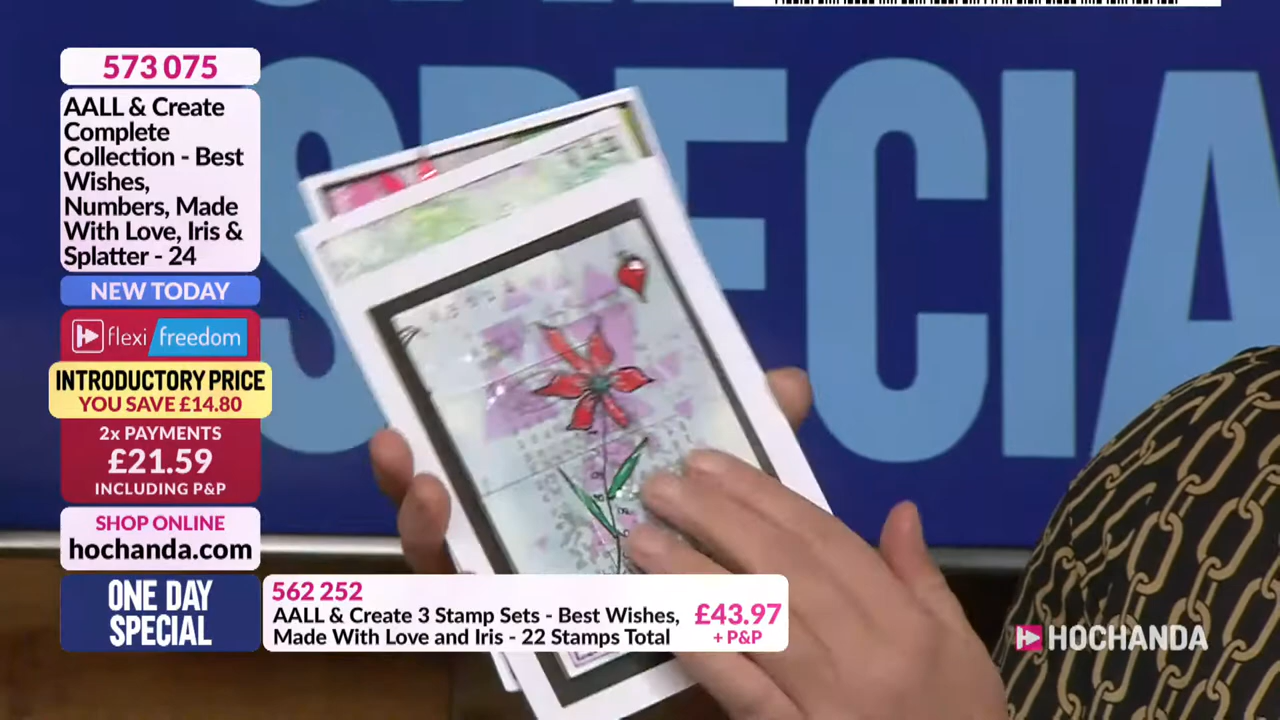 SPECIA
573 075
AALL & Create
Complete
Collection - Best
Wishes,
Numbers, Made
With Love, Iris &
Splatter - 24
NEW TODAY
flexi freedom
INTRODUCTORY PRICE
YOU SAVE £14.80
2x PAYMENTS
£21.59
INCLUDING P&P
SHOP ONLINE
hochanda.com
ONE DAY
SPECIAL
562 252
AALL & Create 3 Stamp Sets - Best Wishes,
Made With Love and Iris - 22 Stamps Total
£43.97
+ P&P
HOCHANDA